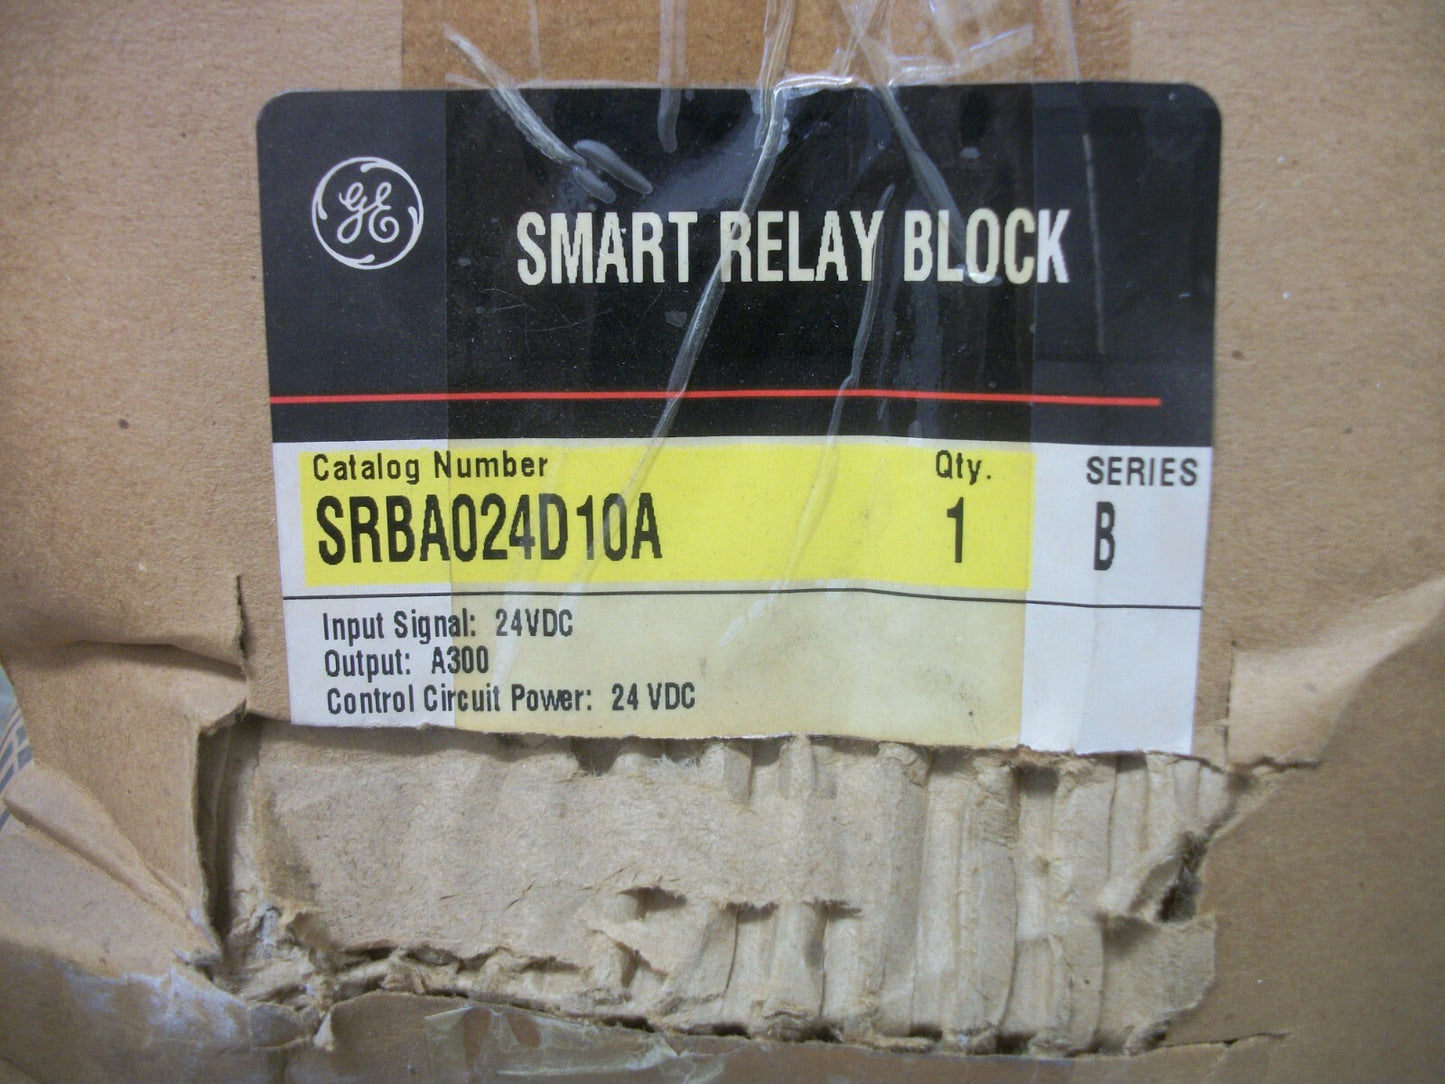 GE
SMART RELAY BLOCK
Catalog Number Qty. SERIES
SRBA024D10A 1 B
Input Signal: 24VDC
Output: A300
Control Circuit Power: 24 VDC